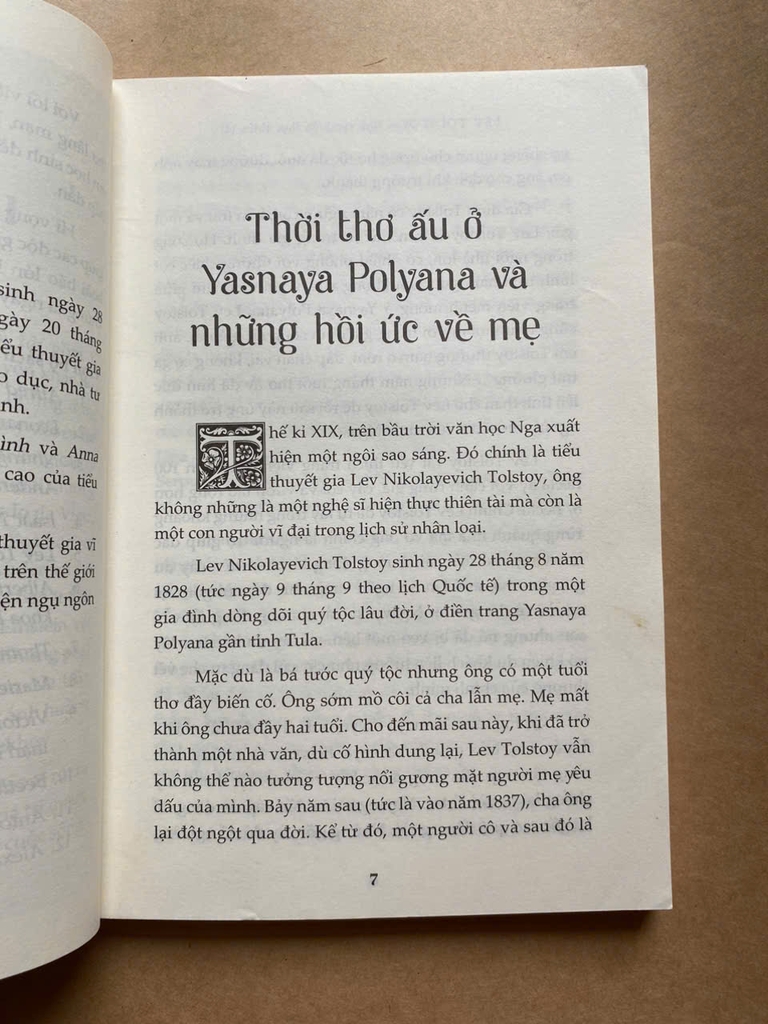 sinh ngày 28
gày 20 tháng
ểu thuyết gia
o dục, nhà tư
nh.
ình và Anna
cao của tiểu
thuyết gia vĩ
trên thế giới
ện ngụ ngôn
Thời thơ ấu ở
Yasnaya Polyana và
những hồi ức về mẹ
Thế kỉ XIX, trên bầu trời văn học Nga xuất
hiện một ngôi sao sáng. Đó chính là tiểu
thuyết gia Lev Nikolayevich Tolstoy, ông
không những là một nghệ sĩ hiện thực thiên tài mà còn là
một con người vĩ đại trong lịch sử nhân loại.
Lev Nikolayevich Tolstoy sinh ngày 28 tháng 8 năm
1828 (tức ngày 9 tháng 9 theo lịch Quốc tế) trong một
gia đình dòng dõi quý tộc lâu đời, ở điền trang Yasnaya
Polyana gần tỉnh Tula.
Mặc dù là bá tước quý tộc nhưng ông có một tuổi
thơ đầy biến cố. Ông sớm mồ côi cả cha lẫn mẹ. Mẹ mất
khi ông chưa đầy hai tuổi. Cho đến mãi sau này, khi đã trở
thành một nhà văn, dù cố hình dung lại, Lev Tolstoy vẫn
không thể nào tưởng tượng nổi gương mặt người mẹ yêu
dấu của mình. Bảy năm sau (tức là vào năm 1837), cha ông
lại đột ngột qua đời. Kể từ đó, một người cô và sau đó là
7